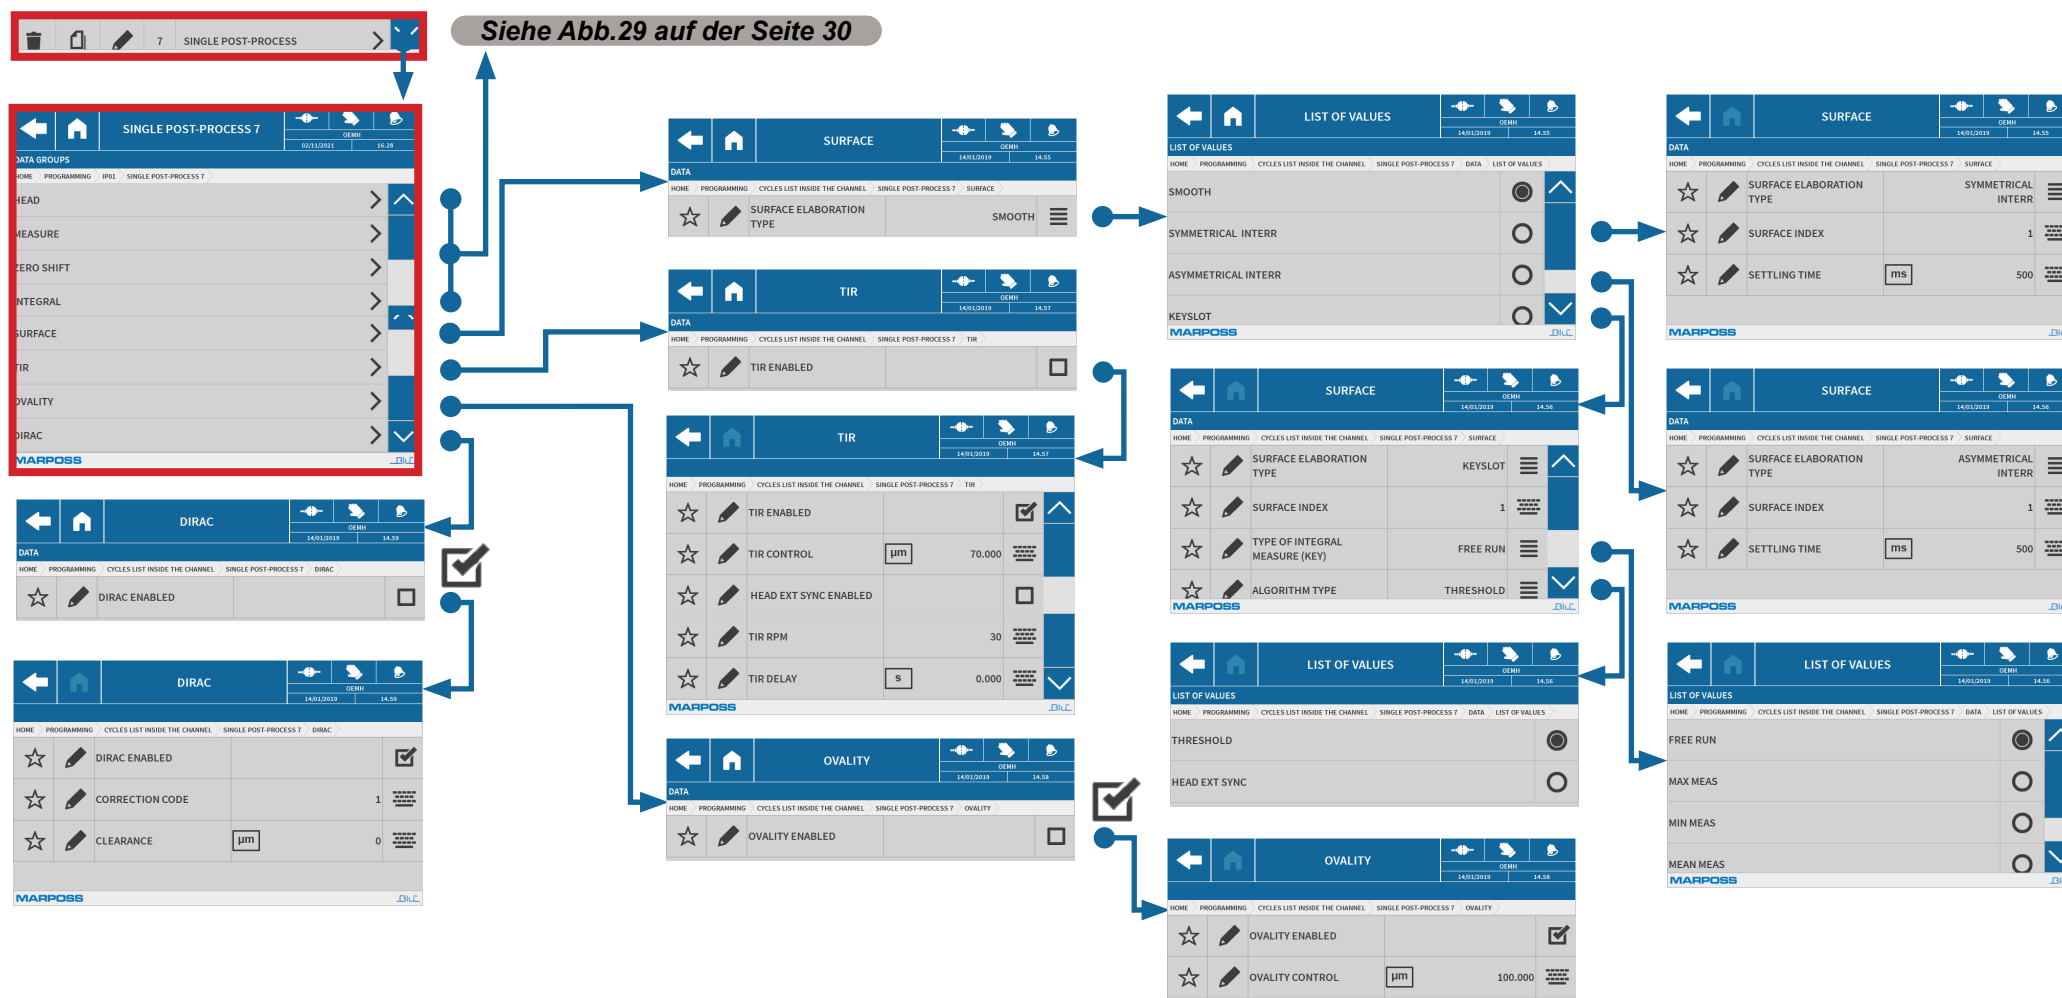 7 SINGLE POST-PROCESS
Siehe Abb.29 auf der Seite 30
SINGLE POST-PROCESS 7
OEMH
02/11/2021 16.28
DATA GROUPS
HOME PROGRAMMING IP01 SINGLE POST-PROCESS 7
HEAD
MEASURE
ZERO SHIFT
INTEGRAL
SURFACE
TIR
OVALITY
DIRAC
MARPOSS BLÚ
DIRAC
OEMH
14/01/2019 14.59
DATA
HOME PROGRAMMING CYCLES LIST INSIDE THE CHANNEL SINGLE POST-PROCESS 7 DIRAC
DIRAC ENABLED
DIRAC
OEMH
14/01/2019 14.59
HOME PROGRAMMING CYCLES LIST INSIDE THE CHANNEL SINGLE POST-PROCESS 7 DIRAC
DIRAC ENABLED
CORRECTION CODE 1
CLEARANCE µm 0
MARPOSS BLÚ
SURFACE
OEMH
14/01/2019 14.55
DATA
HOME PROGRAMMING CYCLES LIST INSIDE THE CHANNEL SINGLE POST-PROCESS 7 SURFACE
SURFACE ELABORATION
TYPE SMOOTH
TIR
OEMH
14/01/2019 14.57
DATA
HOME PROGRAMMING CYCLES LIST INSIDE THE CHANNEL SINGLE POST-PROCESS 7 TIR
TIR ENABLED
TIR
OEMH
14/01/2019 14.57
HOME PROGRAMMING CYCLES LIST INSIDE THE CHANNEL SINGLE POST-PROCESS 7 TIR
TIR ENABLED
TIR CONTROL µm 70.000
HEAD EXT SYNC ENABLED
TIR RPM 30
TIR DELAY s 0.000
MARPOSS BLÚ
OVALITY
OEMH
14/01/2019 14.58
DATA
HOME PROGRAMMING CYCLES LIST INSIDE THE CHANNEL SINGLE POST-PROCESS 7 OVALITY
OVALITY ENABLED
LIST OF VALUES
OEMH
14/01/2019 14.55
LIST OF VALUES
HOME PROGRAMMING CYCLES LIST INSIDE THE CHANNEL SINGLE POST-PROCESS 7 DATA LIST OF VALUES
SMOOTH
SYMMETRICAL INTERR
ASYMMETRICAL INTERR
KEYSLOT
MARPOSS BLÚ
SURFACE
OEMH
14/01/2019 14.56
DATA
HOME PROGRAMMING CYCLES LIST INSIDE THE CHANNEL SINGLE POST-PROCESS 7 SURFACE
SURFACE ELABORATION
TYPE KEYSLOT
SURFACE INDEX 1
TYPE OF INTEGRAL
MEASURE (KEY) FREE RUN
ALGORITHM TYPE THRESHOLD
MARPOSS BLÚ
LIST OF VALUES
OEMH
14/01/2019 14.56
LIST OF VALUES
HOME PROGRAMMING CYCLES LIST INSIDE THE CHANNEL SINGLE POST-PROCESS 7 DATA LIST OF VALUES
THRESHOLD
HEAD EXT SYNC
OVALITY
OEMH
14/01/2019 14.58
HOME PROGRAMMING CYCLES LIST INSIDE THE CHANNEL SINGLE POST-PROCESS 7 OVALITY
OVALITY ENABLED
OVALITY CONTROL µm 100.000
SURFACE
OEMH
14/01/2019 14.55
DATA
HOME PROGRAMMING CYCLES LIST INSIDE THE CHANNEL SINGLE POST-PROCESS 7 SURFACE
SURFACE ELABORATION SYMMETRICAL
TYPE INTERR
SURFACE INDEX 1
SETTLING TIME ms 500
MARPOSS
SURFACE
OEMH
14/01/2019 14.56
DATA
HOME PROGRAMMING CYCLES LIST INSIDE THE CHANNEL SINGLE POST-PROCESS 7 SURFACE
SURFACE ELABORATION ASYMMETRICAL
TYPE INTERR
SURFACE INDEX 1
SETTLING TIME ms 500
MARPOSS
LIST OF VALUES
OEMH
14/01/2019 14.56
LIST OF VALUES
HOME PROGRAMMING CYCLES LIST INSIDE THE CHANNEL SINGLE POST-PROCESS 7 DATA LIST OF VALUES
FREE RUN
MAX MEAS
MIN MEAS
MEAN MEAS
MARPOSS